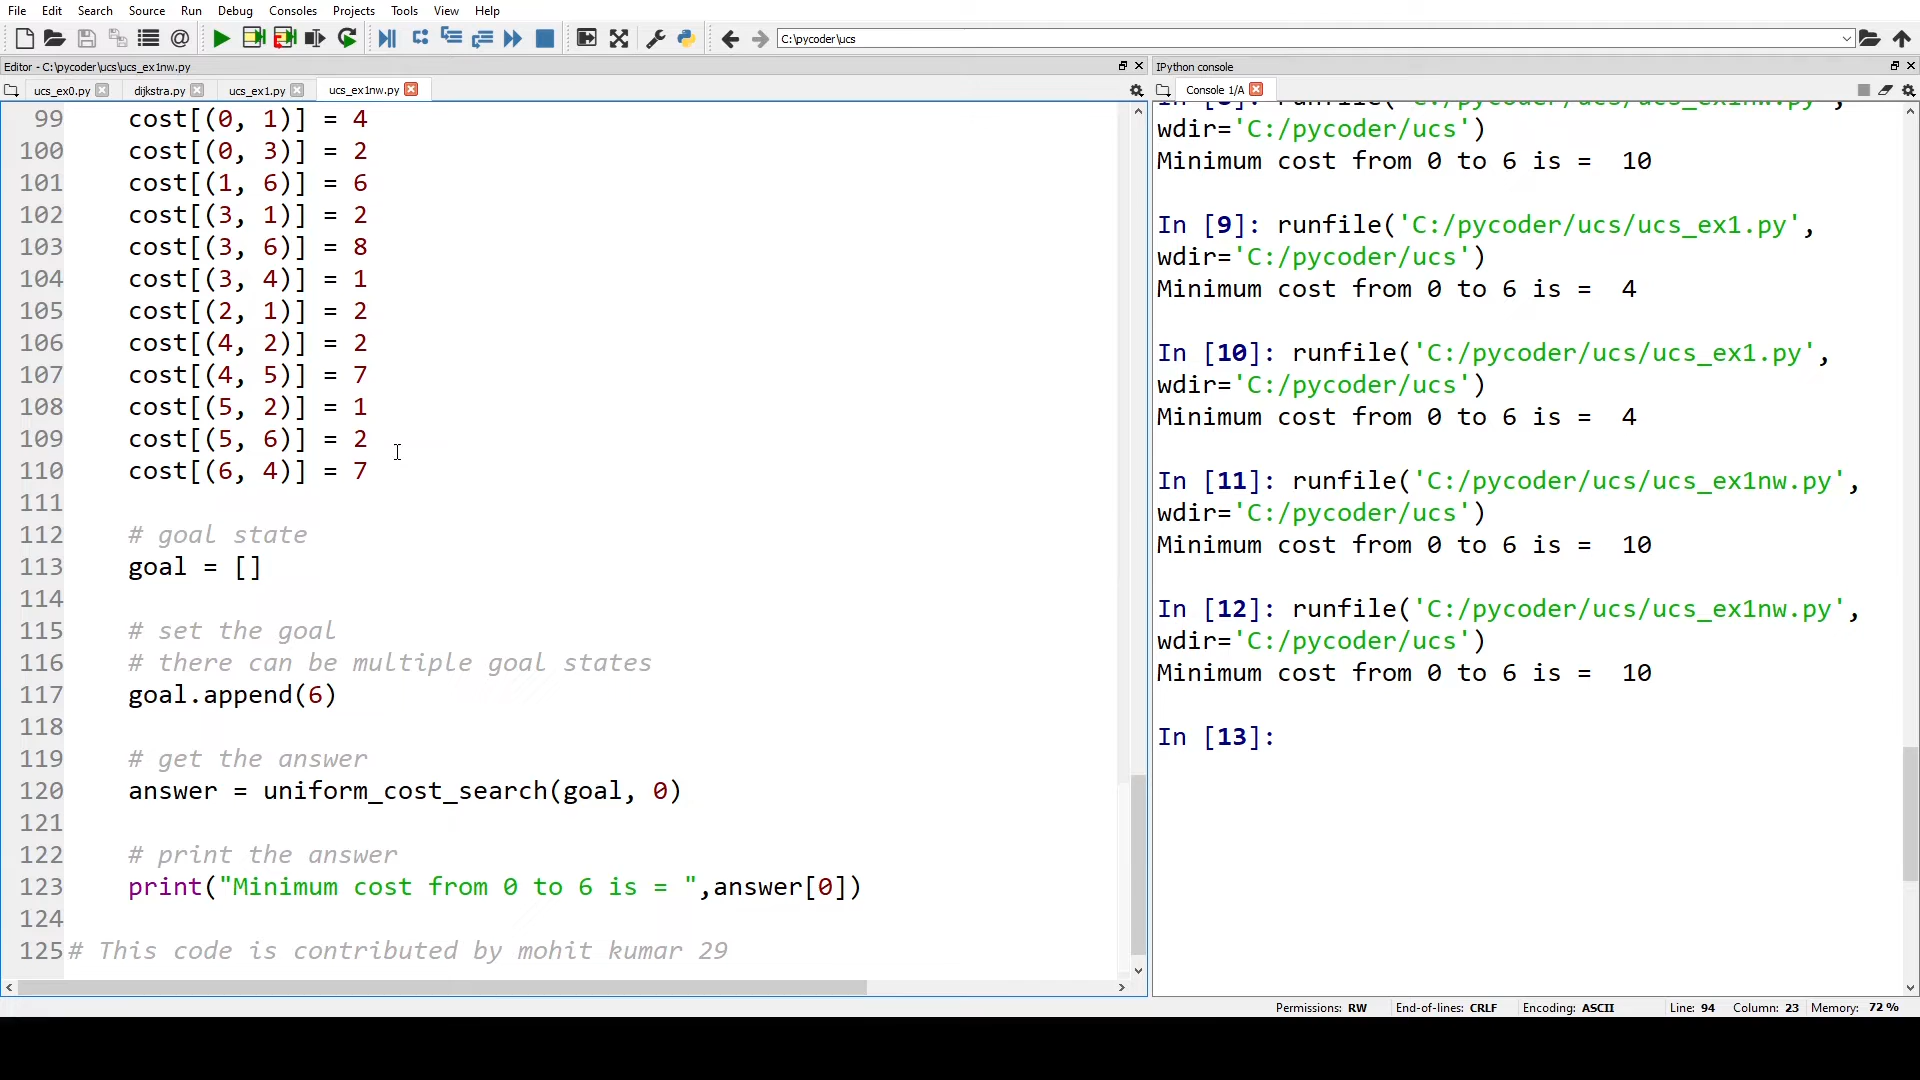 File Edit Search Source Run Debug Consoles Projects Tools View Help
C:\pycoder\ucs
Editor - C:\pycoder\ucs\ucs_ex1nw.py
IPython console
ucs_ex0.py dijkstra.py ucs_ex1.py ucs_ex1nw.py
Console 1/A
99 cost[(0, 1)] = 4
100 cost[(0, 3)] = 2
101 cost[(1, 6)] = 6
102 cost[(3, 1)] = 2
103 cost[(3, 6)] = 8
104 cost[(3, 4)] = 1
105 cost[(2, 1)] = 2
106 cost[(4, 2)] = 2
107 cost[(4, 5)] = 7
108 cost[(5, 2)] = 1
109 cost[(5, 6)] = 2
110 cost[(6, 4)] = 7
111
112 # goal state
113 goal = []
114
115 # set the goal
116 # there can be multiple goal states
117 goal.append(6)
118
119 # get the answer
120 answer = uniform_cost_search(goal, 0)
121
122 # print the answer
123 print("Minimum cost from 0 to 6 is = ",answer[0])
124
125 # This code is contributed by mohit kumar 29
In [8]: runfile('C:/pycoder/ucs/ucs_ex1nw.py',
wdir='C:/pycoder/ucs')
Minimum cost from 0 to 6 is =  10
In [9]: runfile('C:/pycoder/ucs/ucs_ex1.py',
wdir='C:/pycoder/ucs')
Minimum cost from 0 to 6 is =  4
In [10]: runfile('C:/pycoder/ucs/ucs_ex1.py',
wdir='C:/pycoder/ucs')
Minimum cost from 0 to 6 is =  4
In [11]: runfile('C:/pycoder/ucs/ucs_ex1nw.py',
wdir='C:/pycoder/ucs')
Minimum cost from 0 to 6 is =  10
In [12]: runfile('C:/pycoder/ucs/ucs_ex1nw.py',
wdir='C:/pycoder/ucs')
Minimum cost from 0 to 6 is =  10
In [13]:
Permissions: RW End-of-lines: CRLF Encoding: ASCII Line: 94 Column: 23 Memory: 72 %